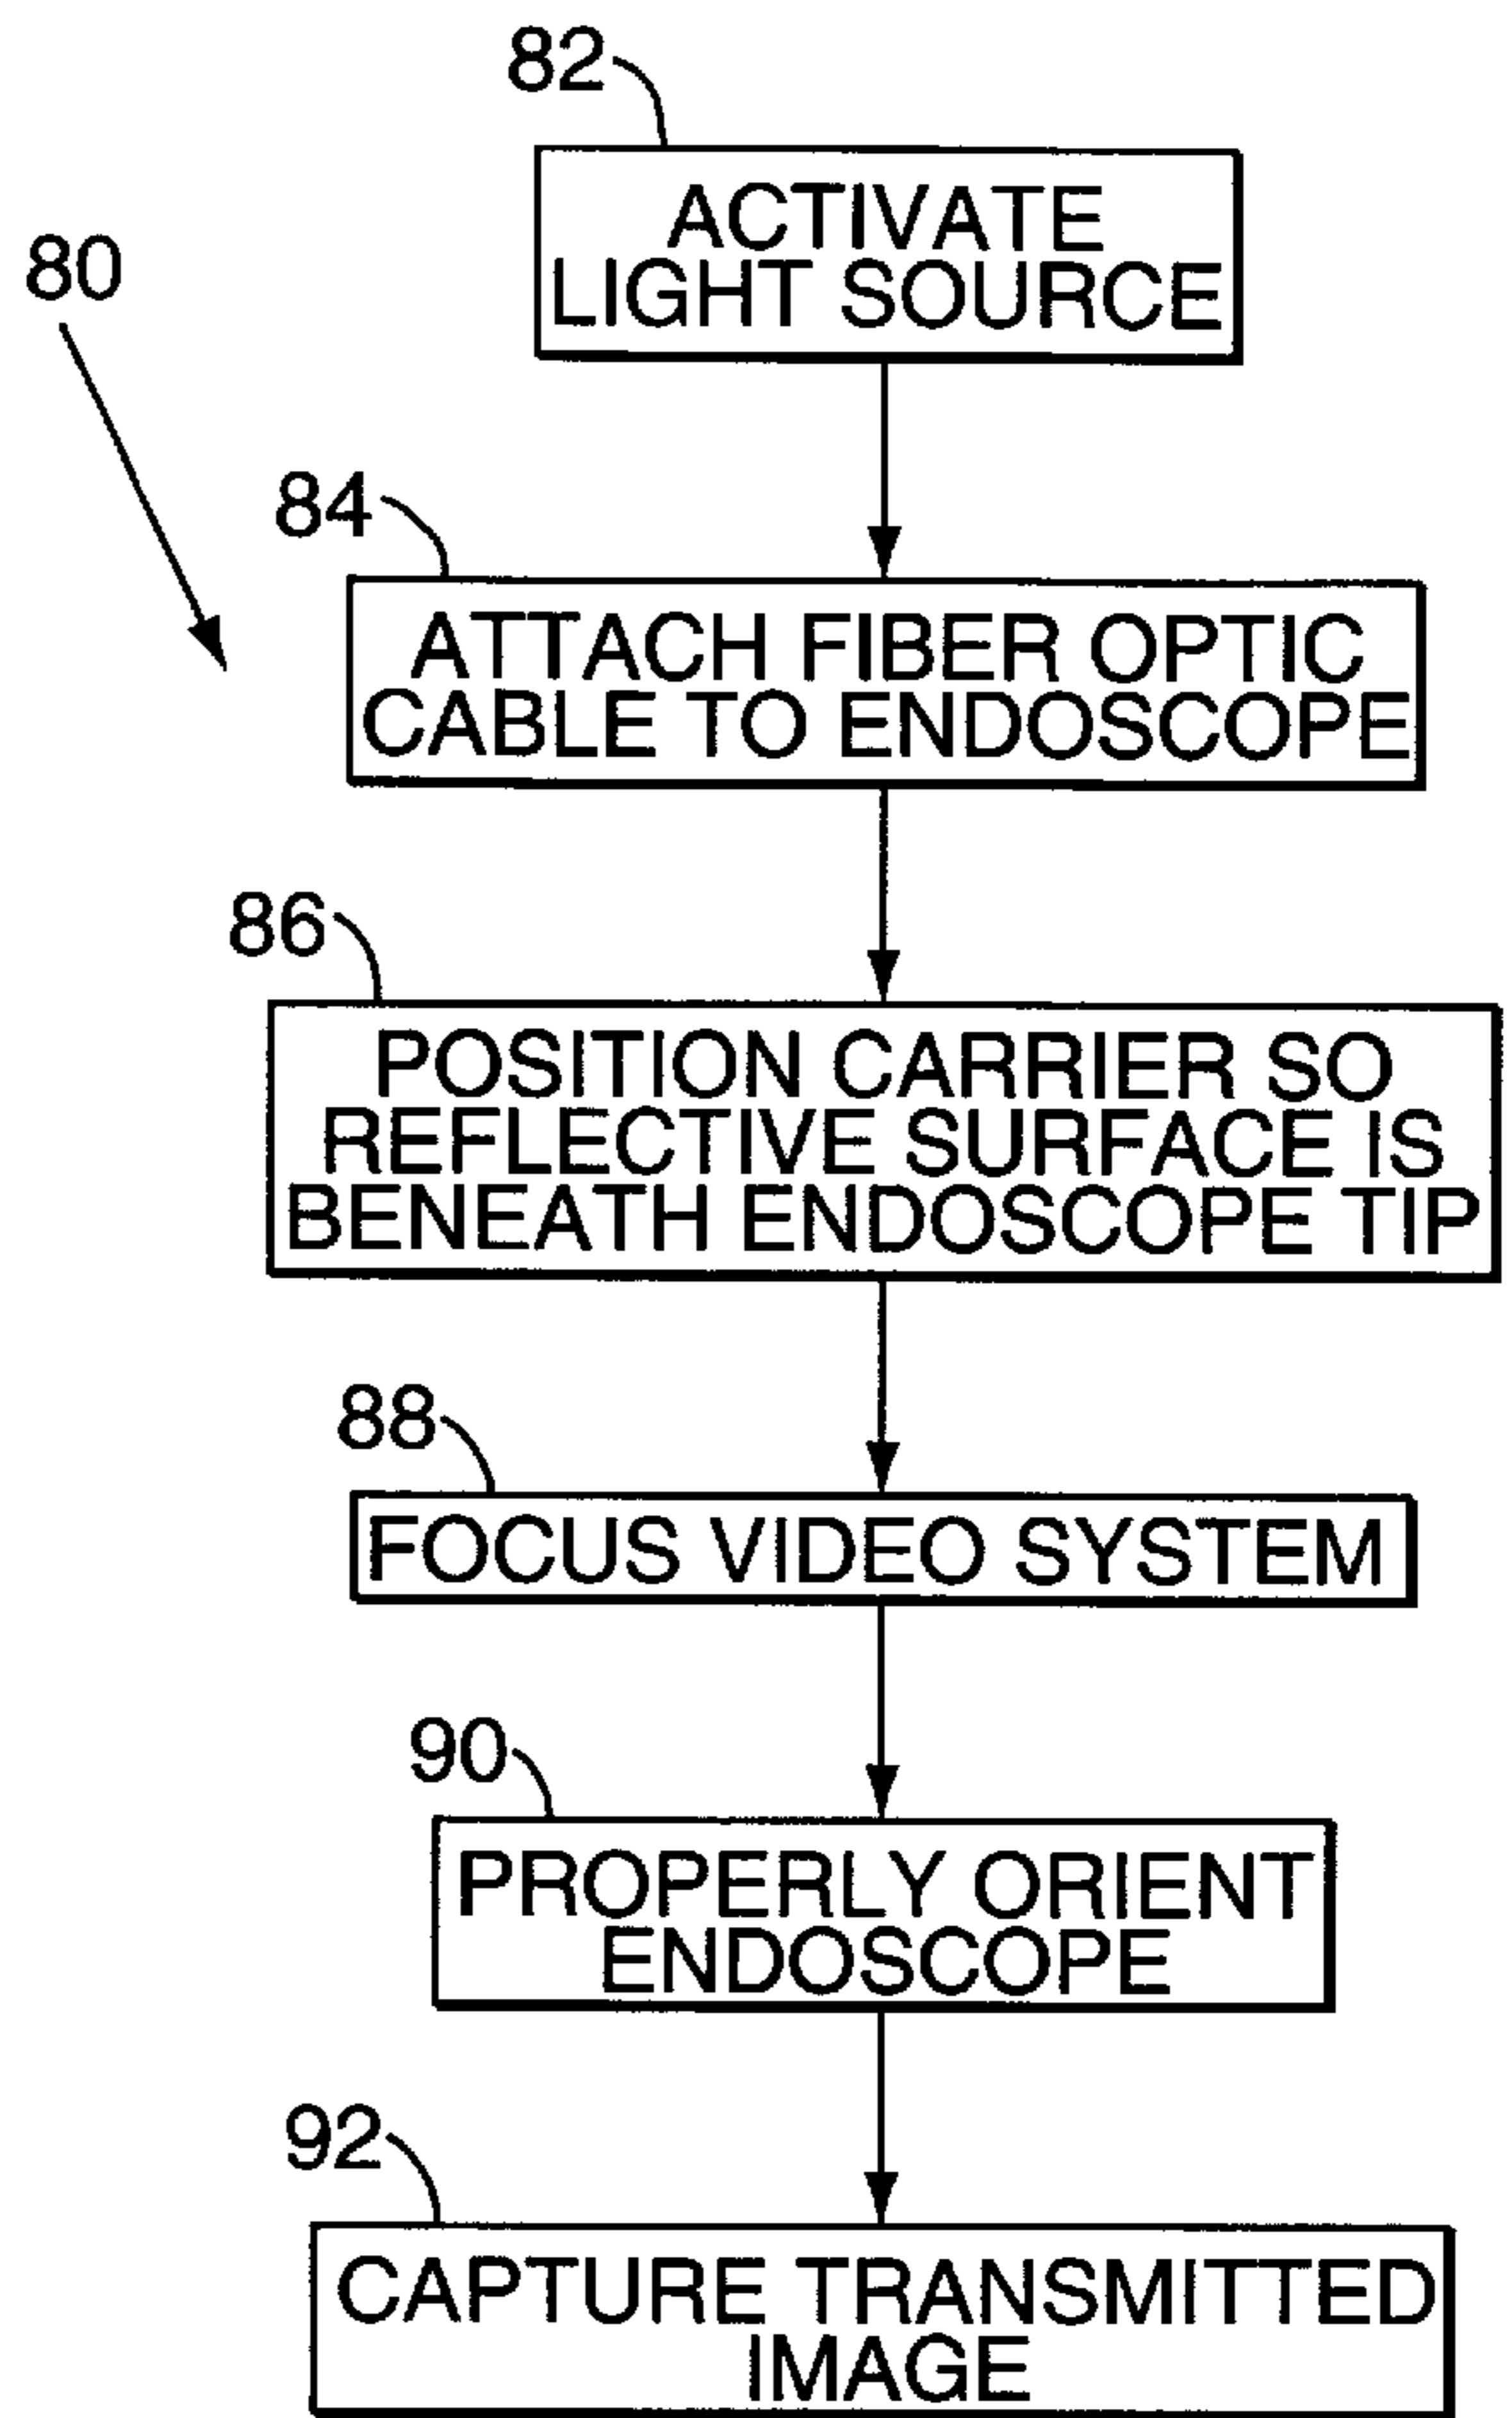 82
ACTIVATE
LIGHT SOURCE
80
84
ATTACH FIBER OPTIC
CABLE TO ENDOSCOPE
86
POSITION CARRIER SO
REFLECTIVE SURFACE IS
BENEATH ENDOSCOPE TIP
88
FOCUS VIDEO SYSTEM
90
PROPERLY ORIENT
ENDOSCOPE
92
CAPTURE TRANSMITTED
IMAGE